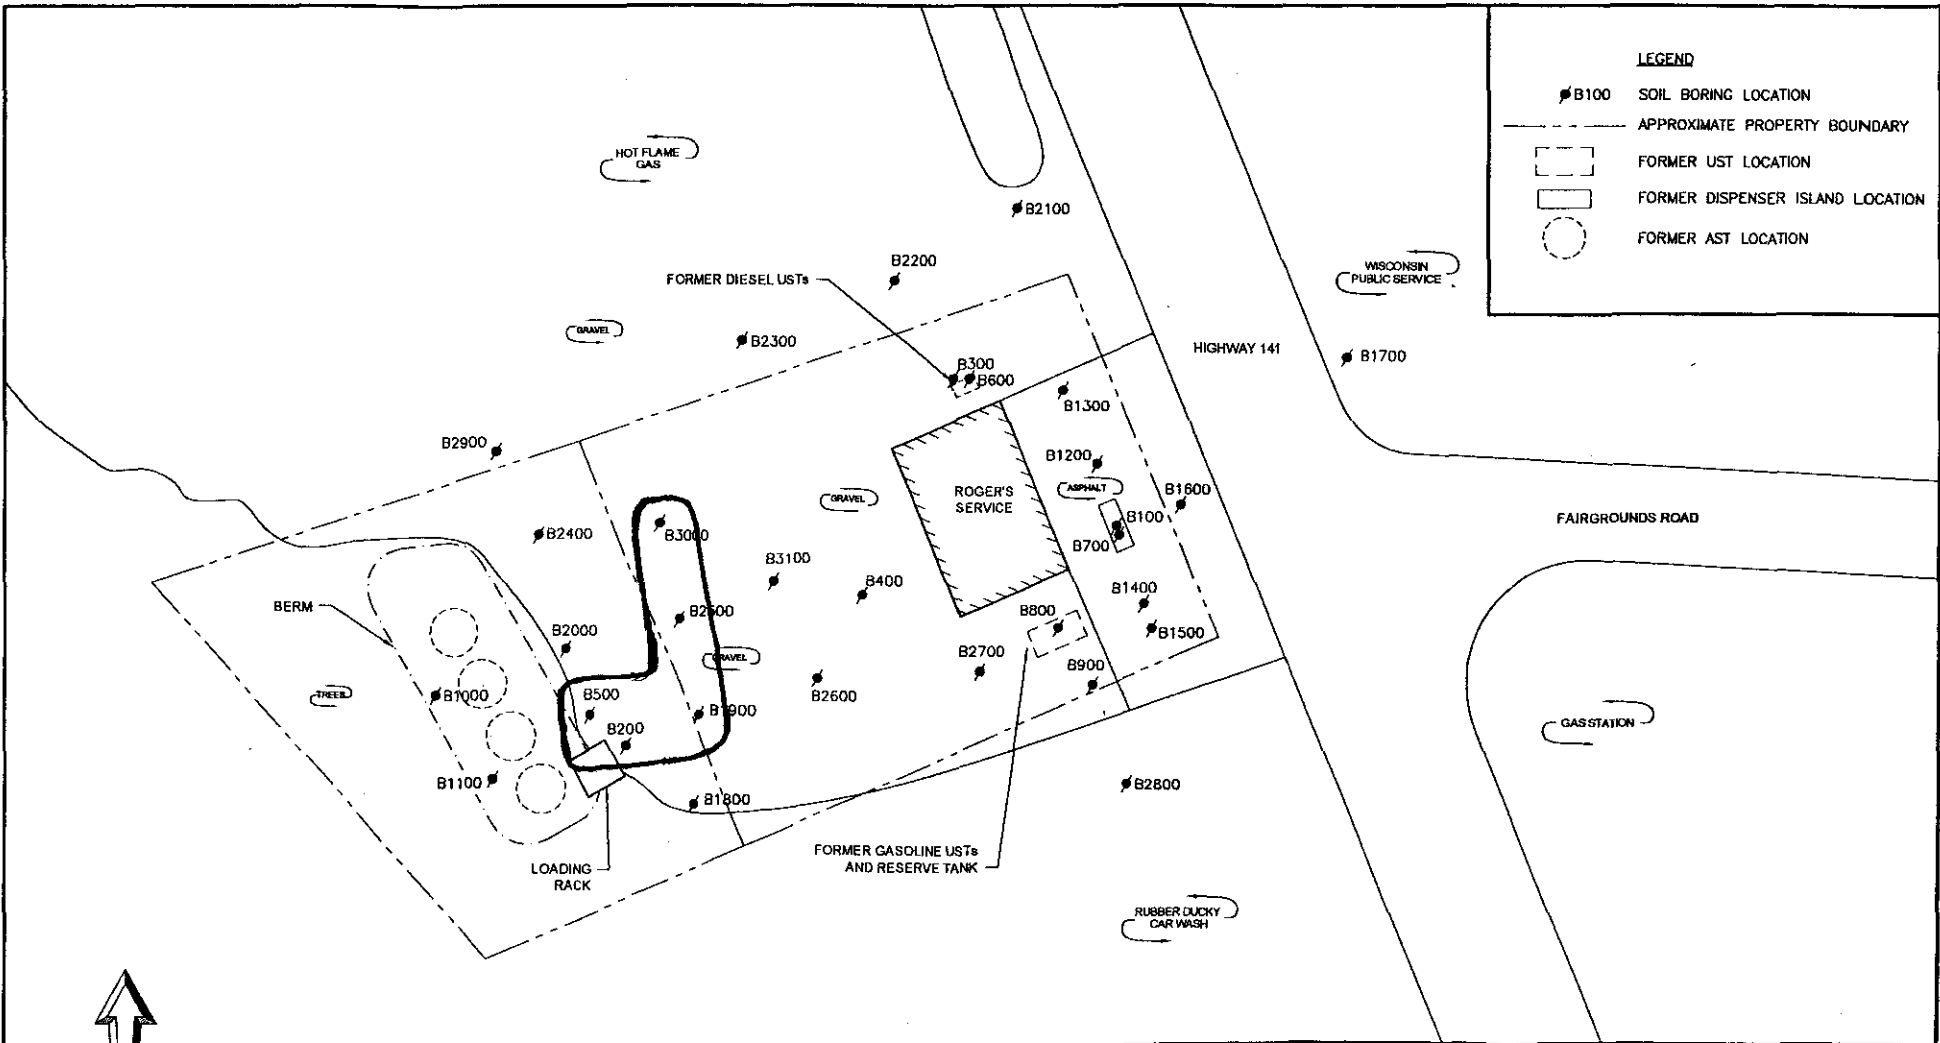 LEGEND
B100 SOIL BORING LOCATION
APPROXIMATE PROPERTY BOUNDARY
FORMER UST LOCATION
FORMER DISPENSER ISLAND LOCATION
FORMER AST LOCATION
HOT FLAME
GAS
B2100
B2200
WISCONSIN
PUBLIC SERVICE
FORMER DIESEL USTs
GRAVEL
B2300
HIGHWAY 141
B1700
B300
B600
B1300
B2900
B1200
ASPHALT
B1600
ROGER'S
SERVICE
GRAVEL
FAIRGROUNDS ROAD
B100
B700
B2400
B3000
B3100
B400
B1400
BERM
B800
B2500
B1500
B2000
GRAVEL
B2700
B900
TREES
B1000
B2600
B500
B1900
GAS STATION
B200
B1100
B1800
B2800
FORMER GASOLINE USTs
AND RESERVE TANK
LOADING
RACK
RUBBER DUCKY
CAR WASH